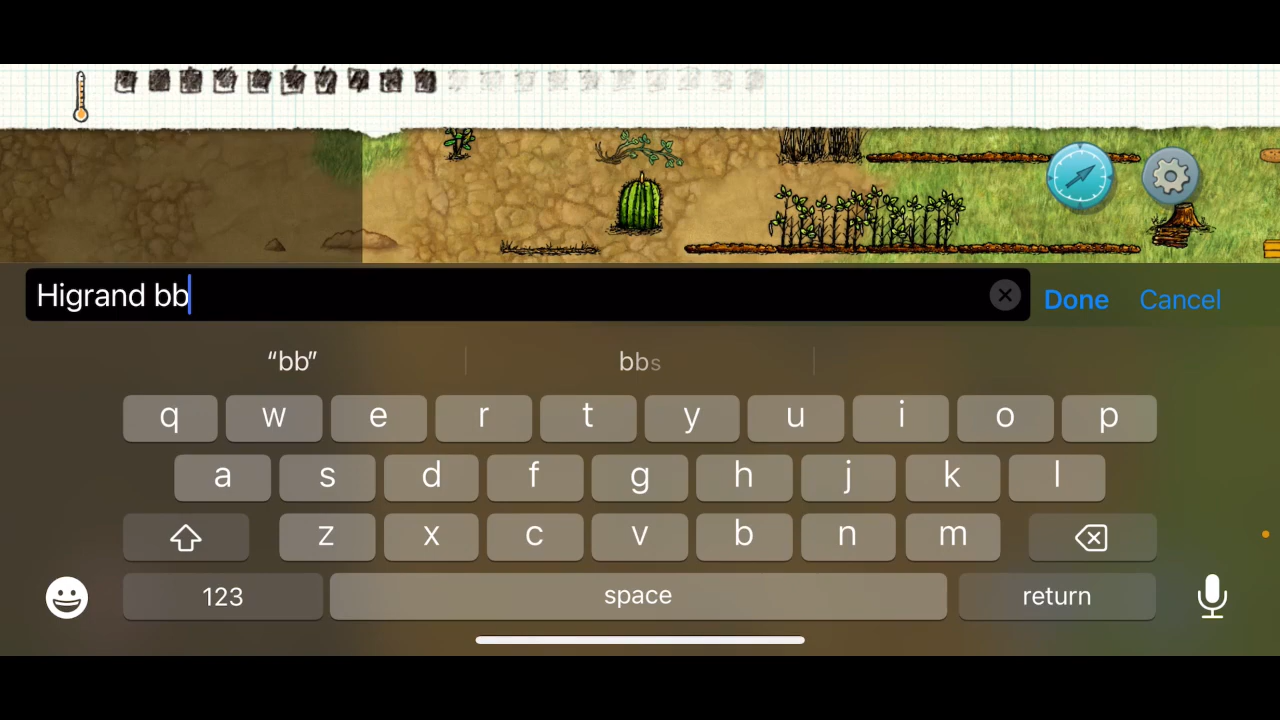 Higrand bb
Done
Cancel
“bb”
bbs
q w e r t y u i o p
a s d f g h j k l
z x c v b n m
123
space
return